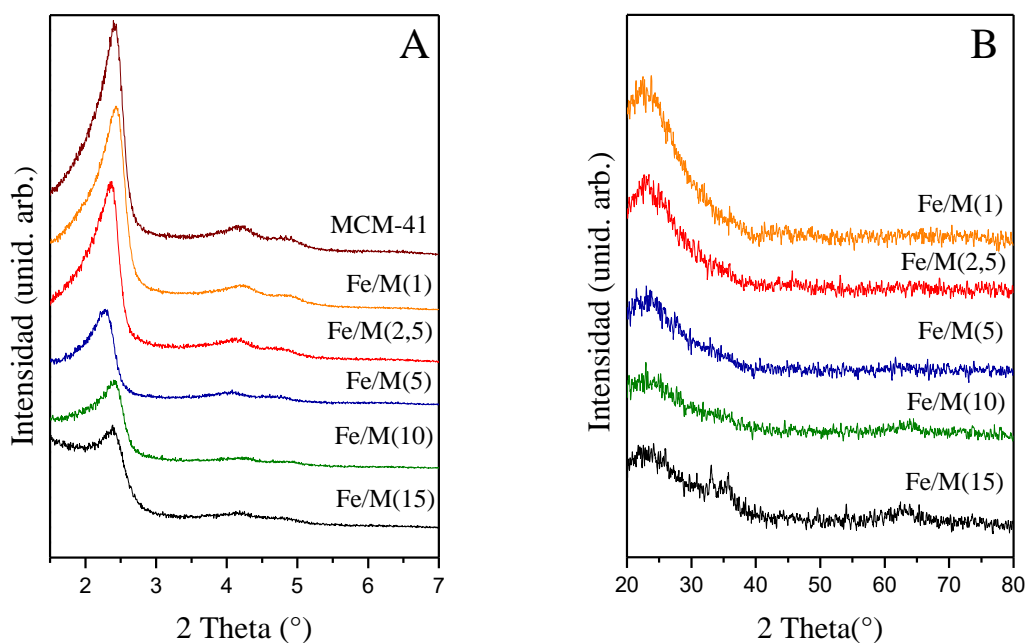 A
Intensidad (unid. arb.)
MCM-41
Fe/M(1)
Fe/M(2,5)
Fe/M(5)
Fe/M(10)
Fe/M(15)
2 3 4 5 6 7
2 Theta (°)
B
Intensidad (unid. arb.)
Fe/M(1)
Fe/M(2,5)
Fe/M(5)
Fe/M(10)
Fe/M(15)
20 30 40 50 60 70 80
2 Theta(°)